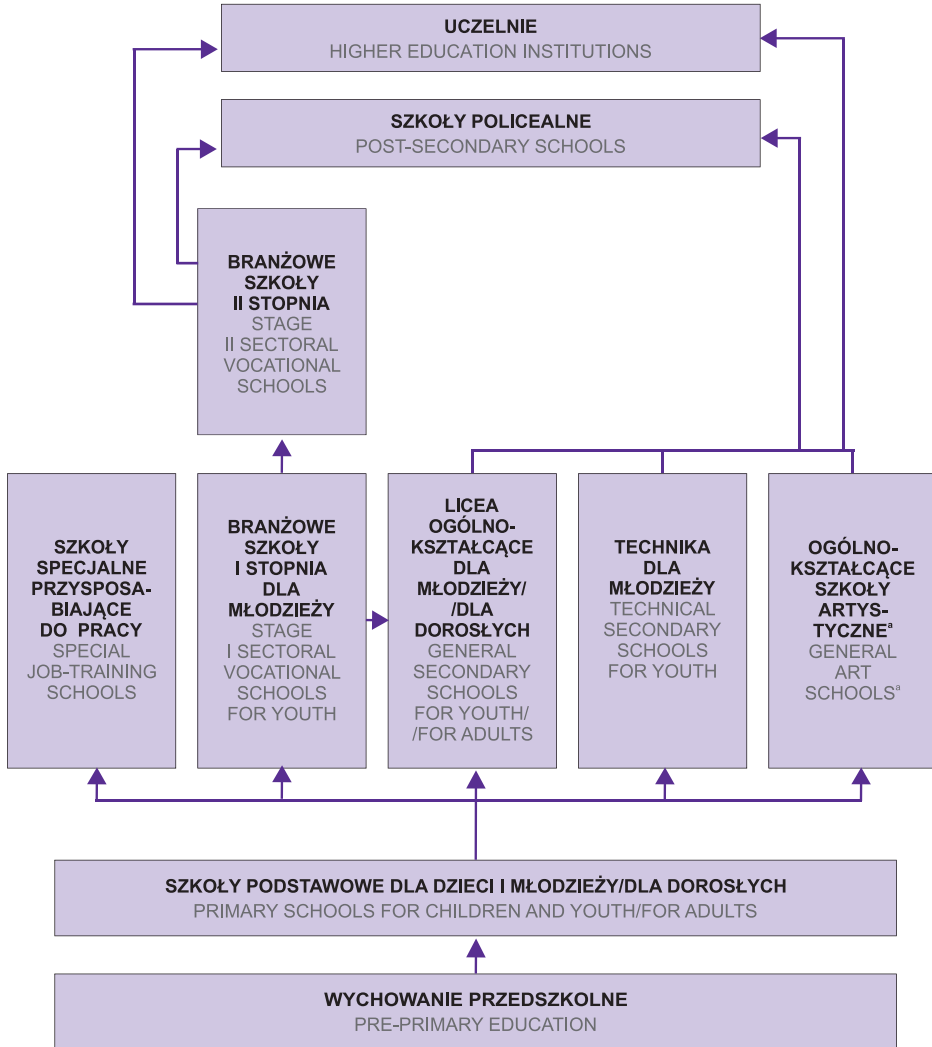 UCZELNIE
HIGHER EDUCATION INSTITUTIONS
SZKOŁY POLICEALNE
POST-SECONDARY SCHOOLS
BRANŻOWE
SZKOŁY
II STOPNIA
STAGE
II SECTORAL
VOCATIONAL
SCHOOLS
SZKOŁY
SPECJALNE
PRZYSPOSA-
BIAJĄCE
DO PRACY
SPECIAL
JOB-TRAINING
SCHOOLS
BRANŻOWE
SZKOŁY
I STOPNIA
DLA
MŁODZIEŻY
STAGE
I SECTORAL
VOCATIONAL
SCHOOLS
FOR YOUTH
LICEA
OGÓLNO-
KSZTAŁCĄCE
DLA
MŁODZIEŻY/
/DLA
DOROSŁYCH
GENERAL
SECONDARY
SCHOOLS
FOR YOUTH/
/FOR ADULTS
TECHNIKA
DLA
MŁODZIEŻY
TECHNICAL
SECONDARY
SCHOOLS
FOR YOUTH
OGÓLNO-
KSZTAŁCĄCE
SZKOŁY
ARTYS-
TYCZNEᵃ
GENERAL
ART
SCHOOLSᵃ
SZKOŁY PODSTAWOWE DLA DZIECI I MŁODZIEŻY/DLA DOROSŁYCH
PRIMARY SCHOOLS FOR CHILDREN AND YOUTH/FOR ADULTS
WYCHOWANIE PRZEDSZKOLNE
PRE-PRIMARY EDUCATION